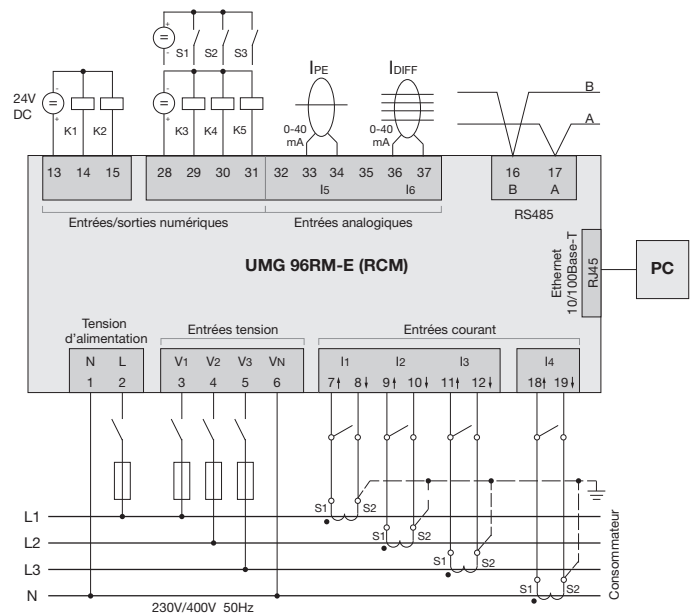 S1 S2 S3
IPE IDIFF
24V DC
K1 K2
K3 K4 K5
0-40 mA
0-40 mA
B
A
13 14 15
28 29 30 31 32 33 34 35 36 37
I5 I6
16 17
B A
RS485
Entrées/sorties numériques
Entrées analogiques
UMG 96RM-E (RCM)
Ethernet
10/100Base-T
RJ45
PC
Tension
d'alimentation
Entrées tension
Entrées courant
N L
1 2
V1 V2 V3 VN
3 4 5 6
I1 I2 I3
7↑ 8↓ 9↑ 10↓ 11↑ 12↓
I4
18↑ 19↓
S1 S2
L1
S1 S2
L2
S1 S2
L3
S1 S2
N
230V/400V 50Hz
Consommateur